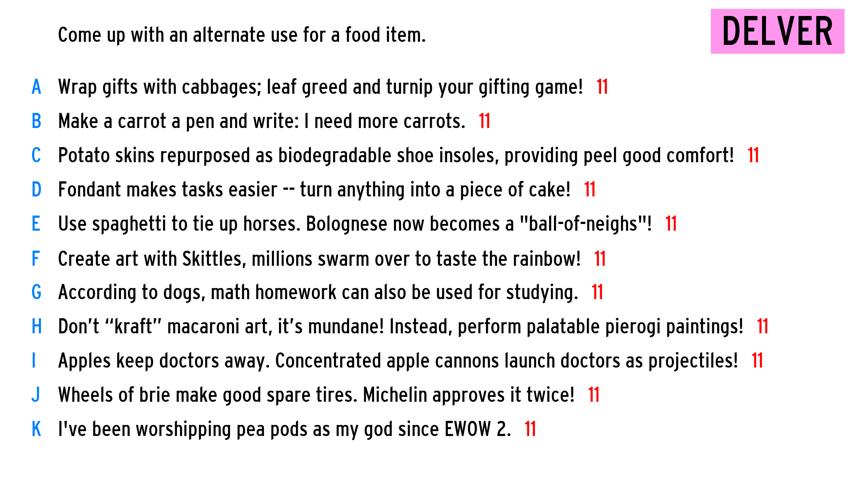 Come up with an alternate use for a food item.
DELVER
A Wrap gifts with cabbages; leaf greed and turnip your gifting game! 11
B Make a carrot a pen and write: I need more carrots. 11
C Potato skins repurposed as biodegradable shoe insoles, providing peel good comfort! 11
D Fondant makes tasks easier -- turn anything into a piece of cake! 11
E Use spaghetti to tie up horses. Bolognese now becomes a "ball-of-neighs"! 11
F Create art with Skittles, millions swarm over to taste the rainbow! 11
G According to dogs, math homework can also be used for studying. 11
H Don’t “kraft” macaroni art, it’s mundane! Instead, perform palatable pierogi paintings! 11
I Apples keep doctors away. Concentrated apple cannons launch doctors as projectiles! 11
J Wheels of brie make good spare tires. Michelin approves it twice! 11
K I've been worshipping pea pods as my god since EWOW 2. 11